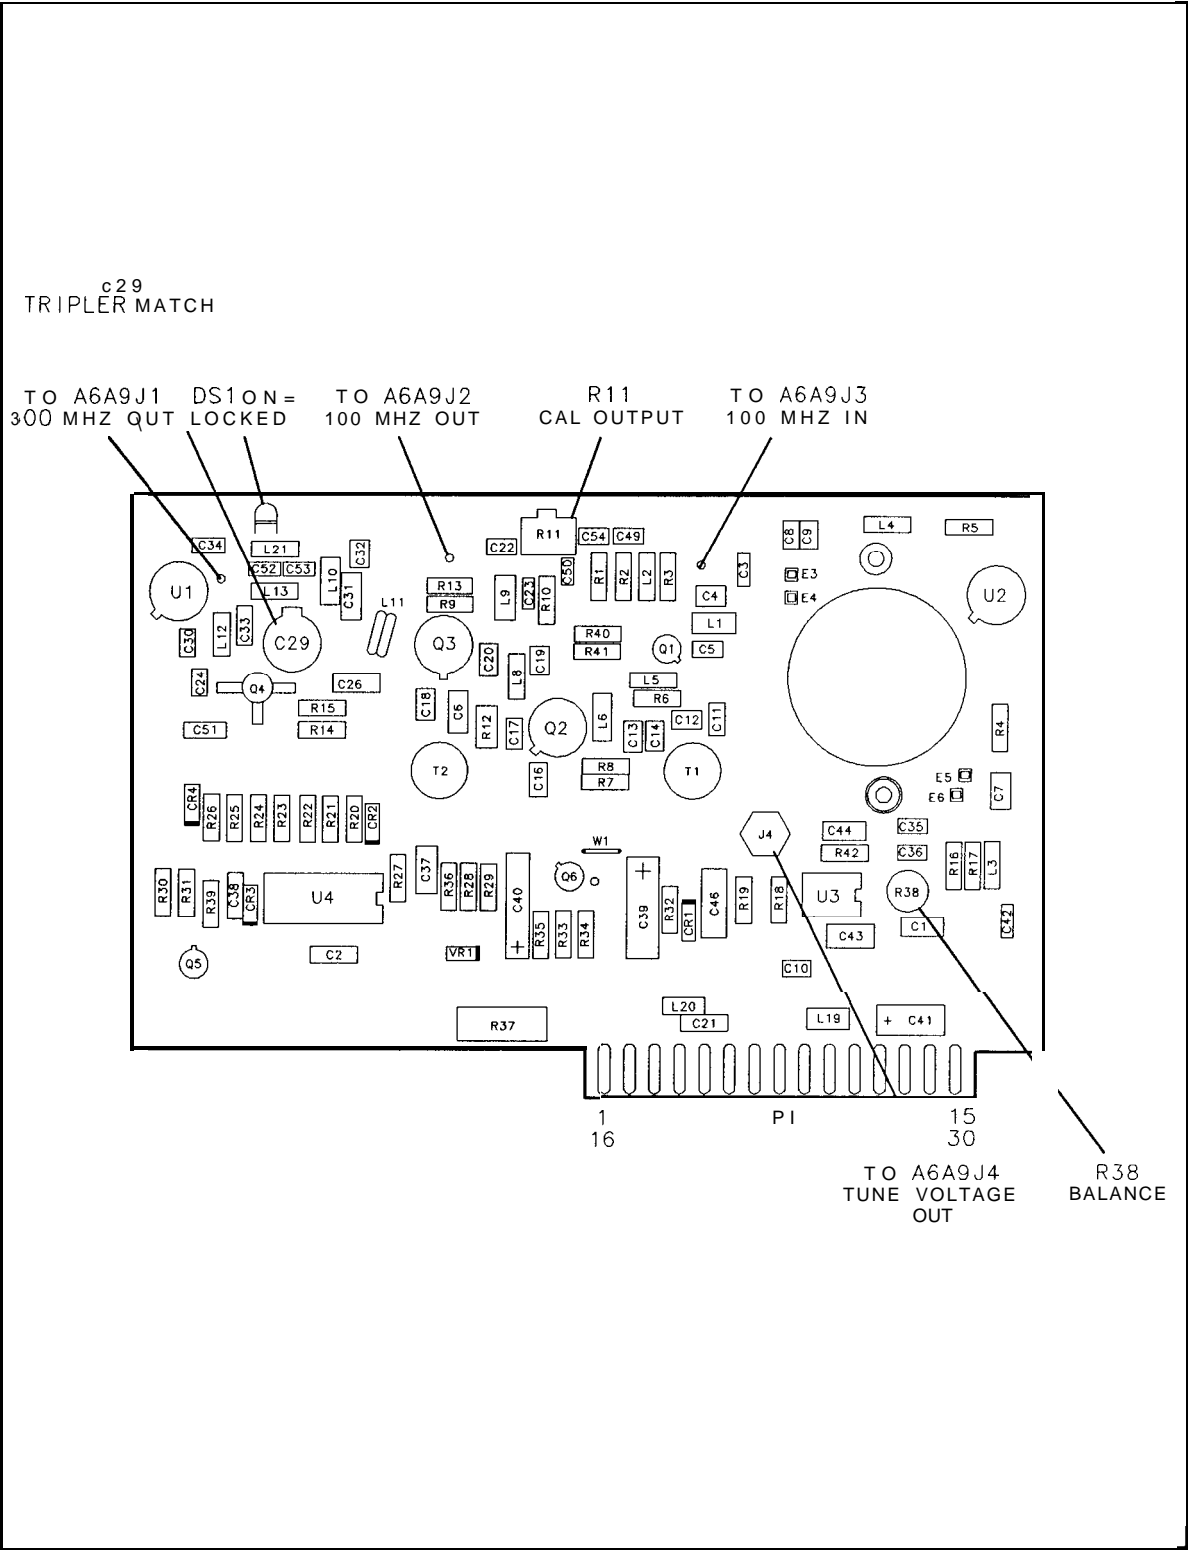 c29
TRIPLER MATCH
TO A6A9J1 DS1 ON= TO A6A9J2 R11 TO A6A9J3
300 MHZ OUT LOCKED 100 MHZ OUT CAL OUTPUT 100 MHZ IN
C34 L21 C32 C22 R11 C54 C49 C8 C9 L4 R5
U1 C52 C53 L10 C31 L13 R13 R9 L9 C23 R10 C50 R1 R2 L2 R3 C3 C4 E3 E4 U2
C30 L12 C33 C29 L11 Q3 C20 L8 C19 R40 R41 Q1 L1 C5
C24 Q4 C26 C18 C6 L5 R6
C51 R15 R14 R12 C17 Q2 L6 C13 C14 C12 C11 R4
T2 C16 R8 R7 T1 E5 E6 C7
CR4 R26 R25 R24 R23 R22 R21 R20 CR2 W1 J4 C44 R42 C35 C36
R30 R31 R39 C38 CR3 U4 R27 C37 R36 R28 R29 C40 + Q6 + C39 R32 CR1 C46 R19 R18 U3 R38 R16 R17 L3
Q5 C2 VR1 R35 R33 R34 C43 C1 C42
C10
R37 L20 C21 L19 + C41
1 PI 15
16 30
TO A6A9J4 R38
TUNE VOLTAGE BALANCE
OUT